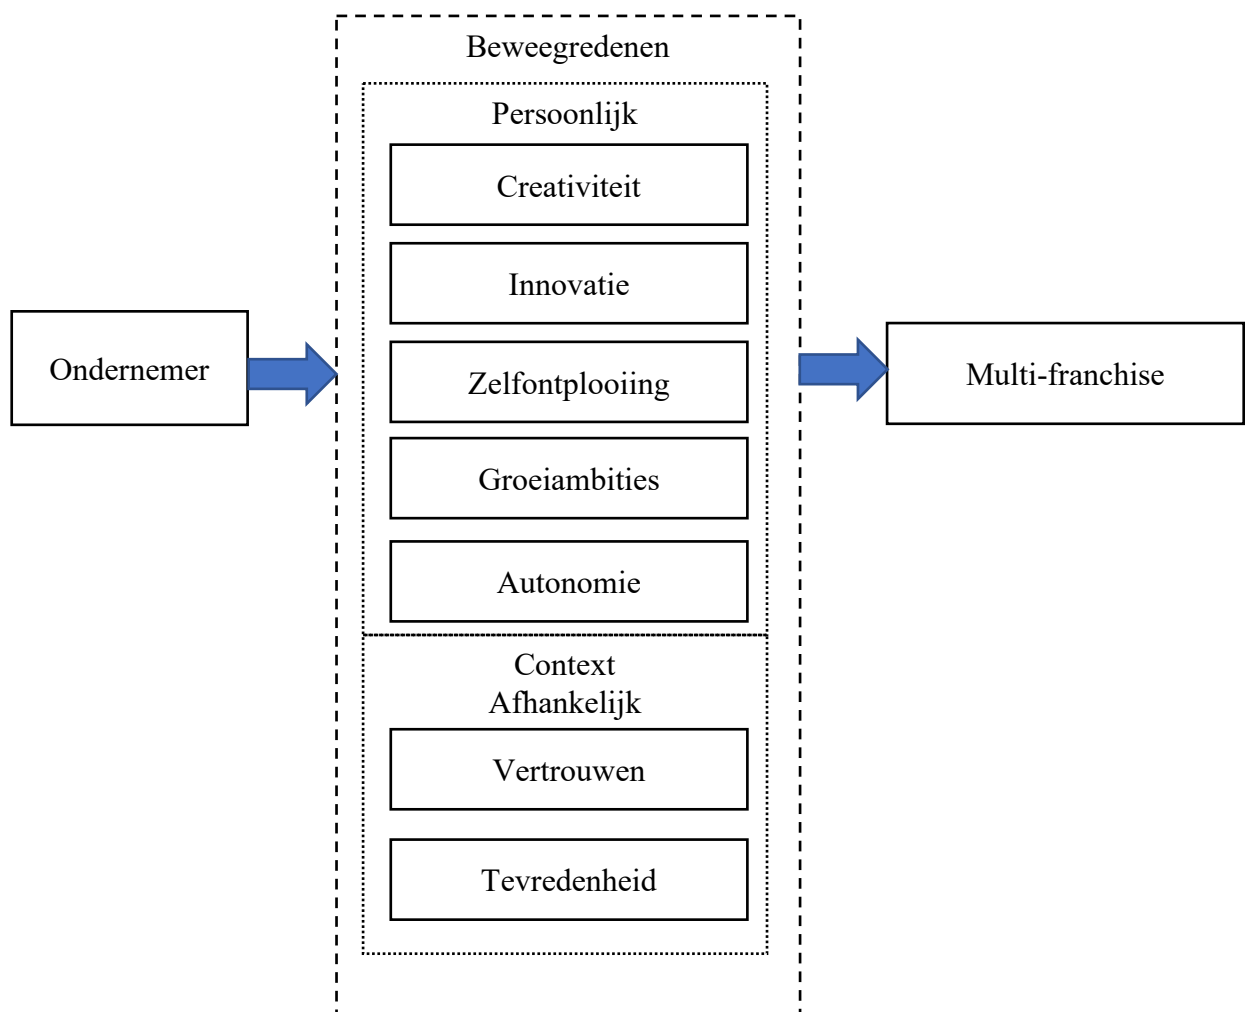 Beweegredenen
Persoonlijk
Creativiteit
Innovatie
Ondernemer
Zelfontplooiing
Multi-franchise
Groeiambities
Autonomie
Context
Afhankelijk
Vertrouwen
Tevredenheid